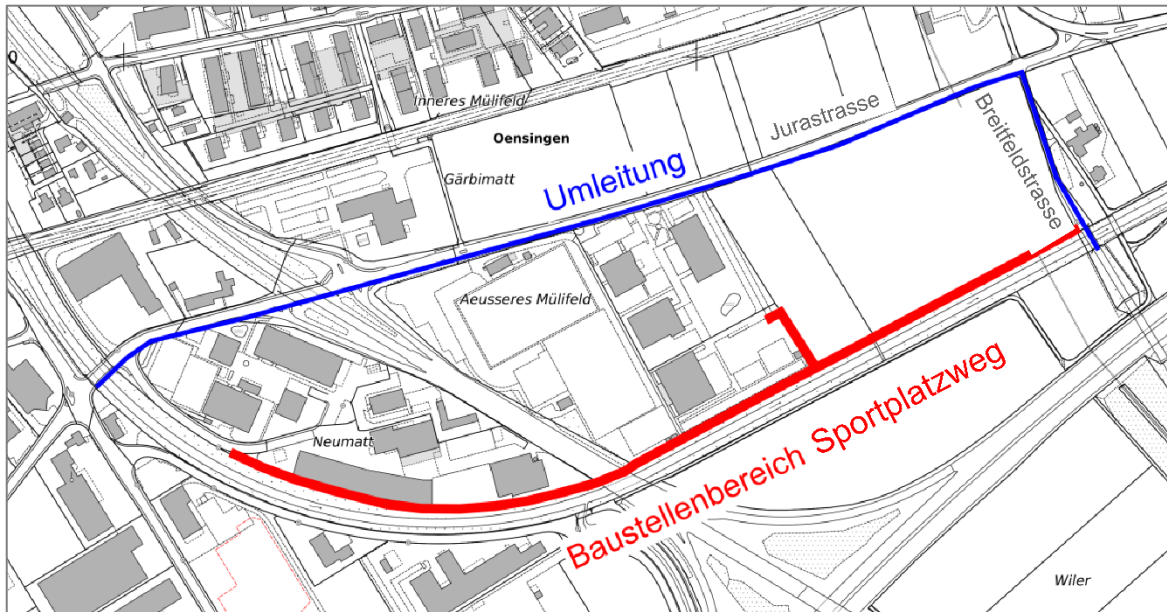 Inneres Mülifeld
Oensingen
Jurastrasse
Breitfeldstrasse
Gärbimatt
Umleitung
Aeusseres Mülifeld
Neumatt
Baustellenbereich Sportplatzweg
Wiler